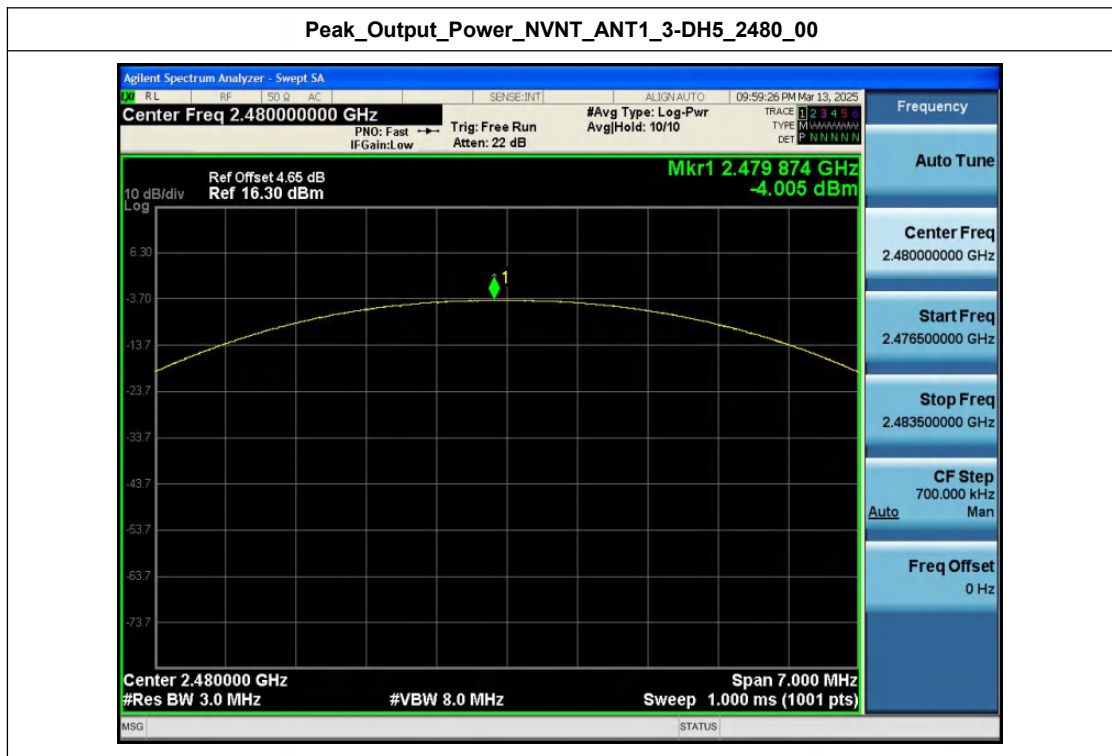 Peak_Output_Power_NVNT_ANT1_3-DH5_2480_00
Agilent Spectrum Analyzer - Swept SA
RL RF 50 Ω AC SENSE:INT ALIGNAUTO 09:59:26 PM Mar 13, 2025
Center Freq 2.480000000 GHz
PNO: Fast
IFGain:Low
Trig: Free Run
Atten: 22 dB
#Avg Type: Log-Pwr
Avg|Hold: 10/10
TRACE 1 2 3 4 5 6
TYPE M WWWWW
DET P N N N N N
Mkr1 2.479 874 GHz
-4.005 dBm
Ref Offset 4.65 dB
10 dB/div Ref 16.30 dBm
Log
6.30
-3.70
-13.7
-23.7
-33.7
-43.7
-53.7
-63.7
-73.7
1
Center 2.480000 GHz Span 7.000 MHz
#Res BW 3.0 MHz #VBW 8.0 MHz Sweep 1.000 ms (1001 pts)
MSG STATUS
Frequency
Auto Tune
Center Freq
2.480000000 GHz
Start Freq
2.476500000 GHz
Stop Freq
2.483500000 GHz
CF Step
700.000 kHz
Auto Man
Freq Offset
0 Hz